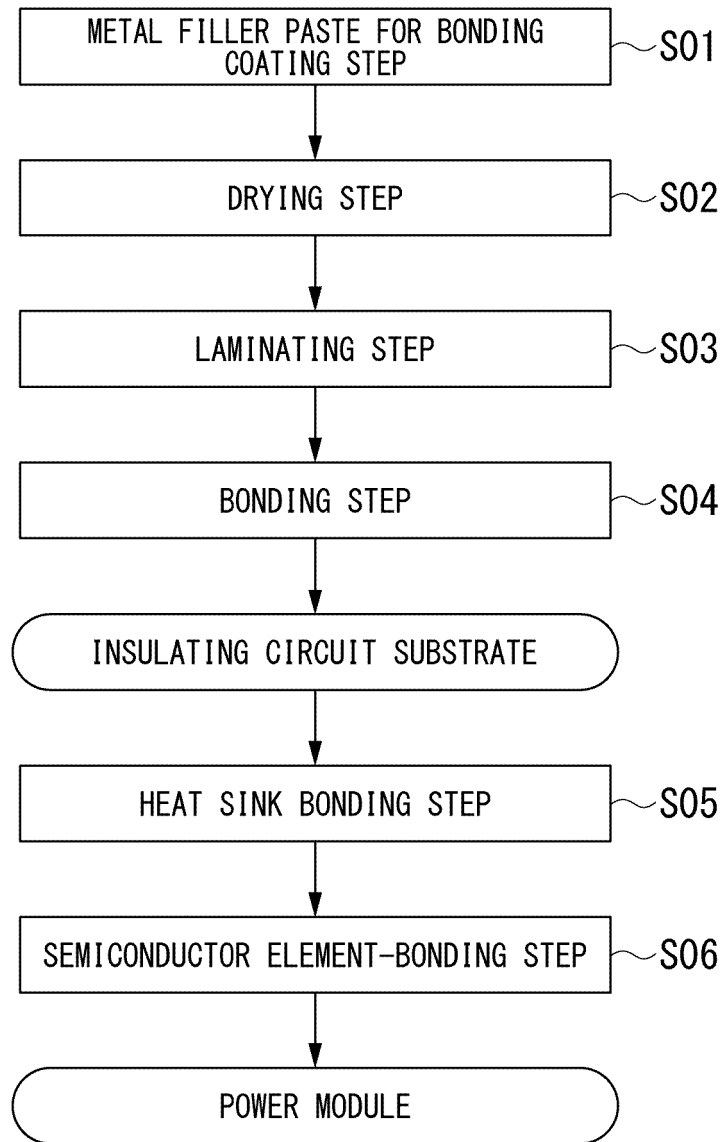 METAL FILLER PASTE FOR BONDING
COATING STEP
S01
DRYING STEP
S02
LAMINATING STEP
S03
BONDING STEP
S04
INSULATING CIRCUIT SUBSTRATE
HEAT SINK BONDING STEP
S05
SEMICONDUCTOR ELEMENT-BONDING STEP
S06
POWER MODULE